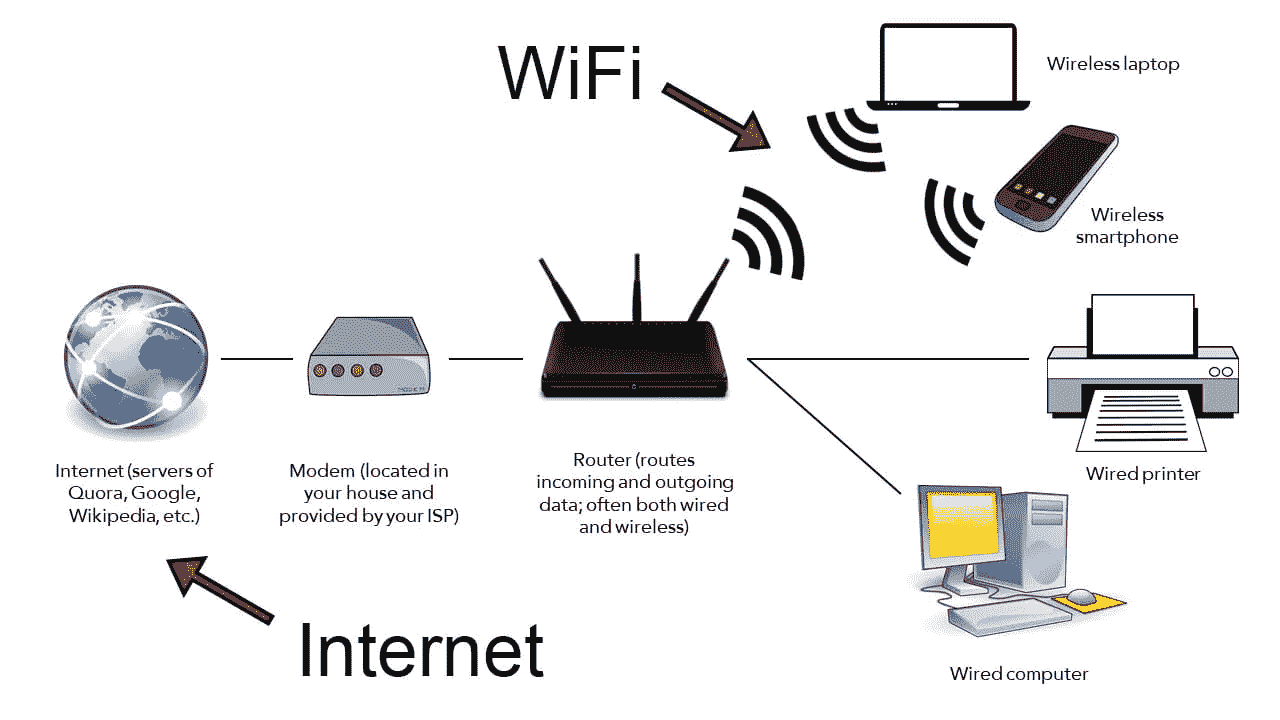 WiFi
Wireless laptop
Wireless
smartphone
MODEM
Internet (servers of
Quora, Google,
Wikipedia, etc.)
Modem (located in
your house and
provided by your ISP)
Router (routes
incoming and outgoing
data; often both wired
and wireless)
Wired printer
Internet
Wired computer